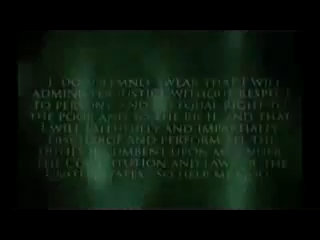 I DO SOLEMNLY SWEAR THAT I WILL
ADMINISTER JUSTICE WITHOUT RESPECT
TO PERSONS AND DO EQUAL RIGHT TO
THE POOR AND TO THE RICH AND THAT
I WILL FAITHFULLY AND IMPARTIALLY
DISCHARGE AND PERFORM ALL THE
DUTIES INCUMBENT UPON ME UNDER
THE CONSTITUTION AND LAWS OF THE
UNITED STATES. SO HELP ME GOD.